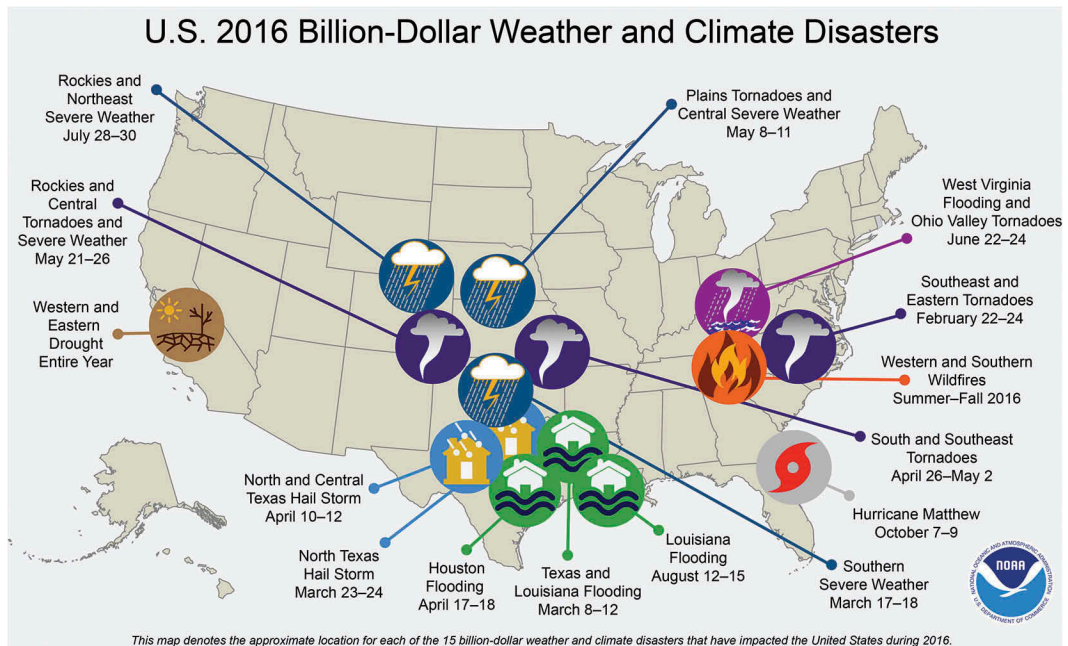 U.S. 2016 Billion-Dollar Weather and Climate Disasters
Rockies and
Northeast
Severe Weather
July 28–30
Plains Tornadoes and
Central Severe Weather
May 8–11
Rockies and
Central
Tornadoes and
Severe Weather
May 21–26
West Virginia
Flooding and
Ohio Valley Tornadoes
June 22–24
Western and
Eastern
Drought
Entire Year
Southeast and
Eastern Tornadoes
February 22–24
Western and Southern
Wildfires
Summer–Fall 2016
South and Southeast
Tornadoes
April 26–May 2
North and Central
Texas Hail Storm
April 10–12
Hurricane Matthew
October 7–9
North Texas
Hail Storm
March 23–24
Houston
Flooding
April 17–18
Texas and
Louisiana Flooding
March 8–12
Louisiana
Flooding
August 12–15
Southern
Severe Weather
March 17–18
NATIONAL OCEANIC AND ATMOSPHERIC ADMINISTRATION
NOAA
U.S. DEPARTMENT OF COMMERCE
This map denotes the approximate location for each of the 15 billion-dollar weather and climate disasters that have impacted the United States during 2016.